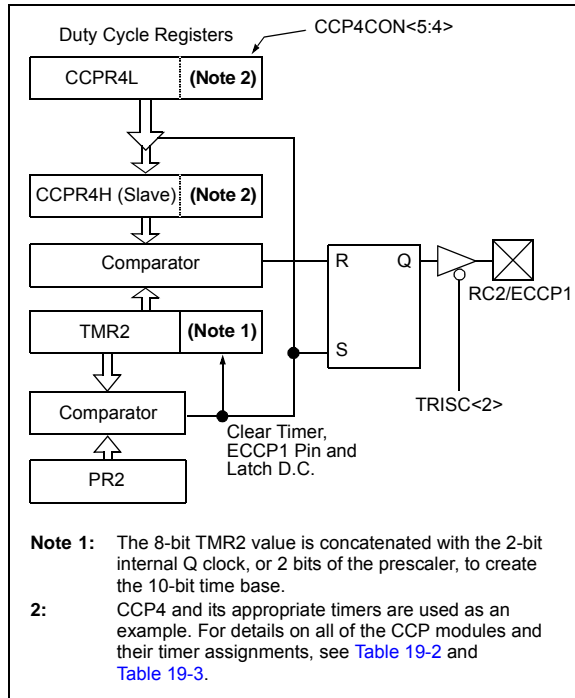 Duty Cycle Registers
CCP4CON<5:4>
CCPR4L
(Note 2)
CCPR4H (Slave)
(Note 2)
Comparator
R
Q
RC2/ECCP1
TMR2
(Note 1)
S
TRISC<2>
Comparator
Clear Timer,
ECCP1 Pin and
Latch D.C.
PR2
Note 1: The 8-bit TMR2 value is concatenated with the 2-bit
internal Q clock, or 2 bits of the prescaler, to create
the 10-bit time base.
2: CCP4 and its appropriate timers are used as an
example. For details on all of the CCP modules and
their timer assignments, see Table 19-2 and
Table 19-3.